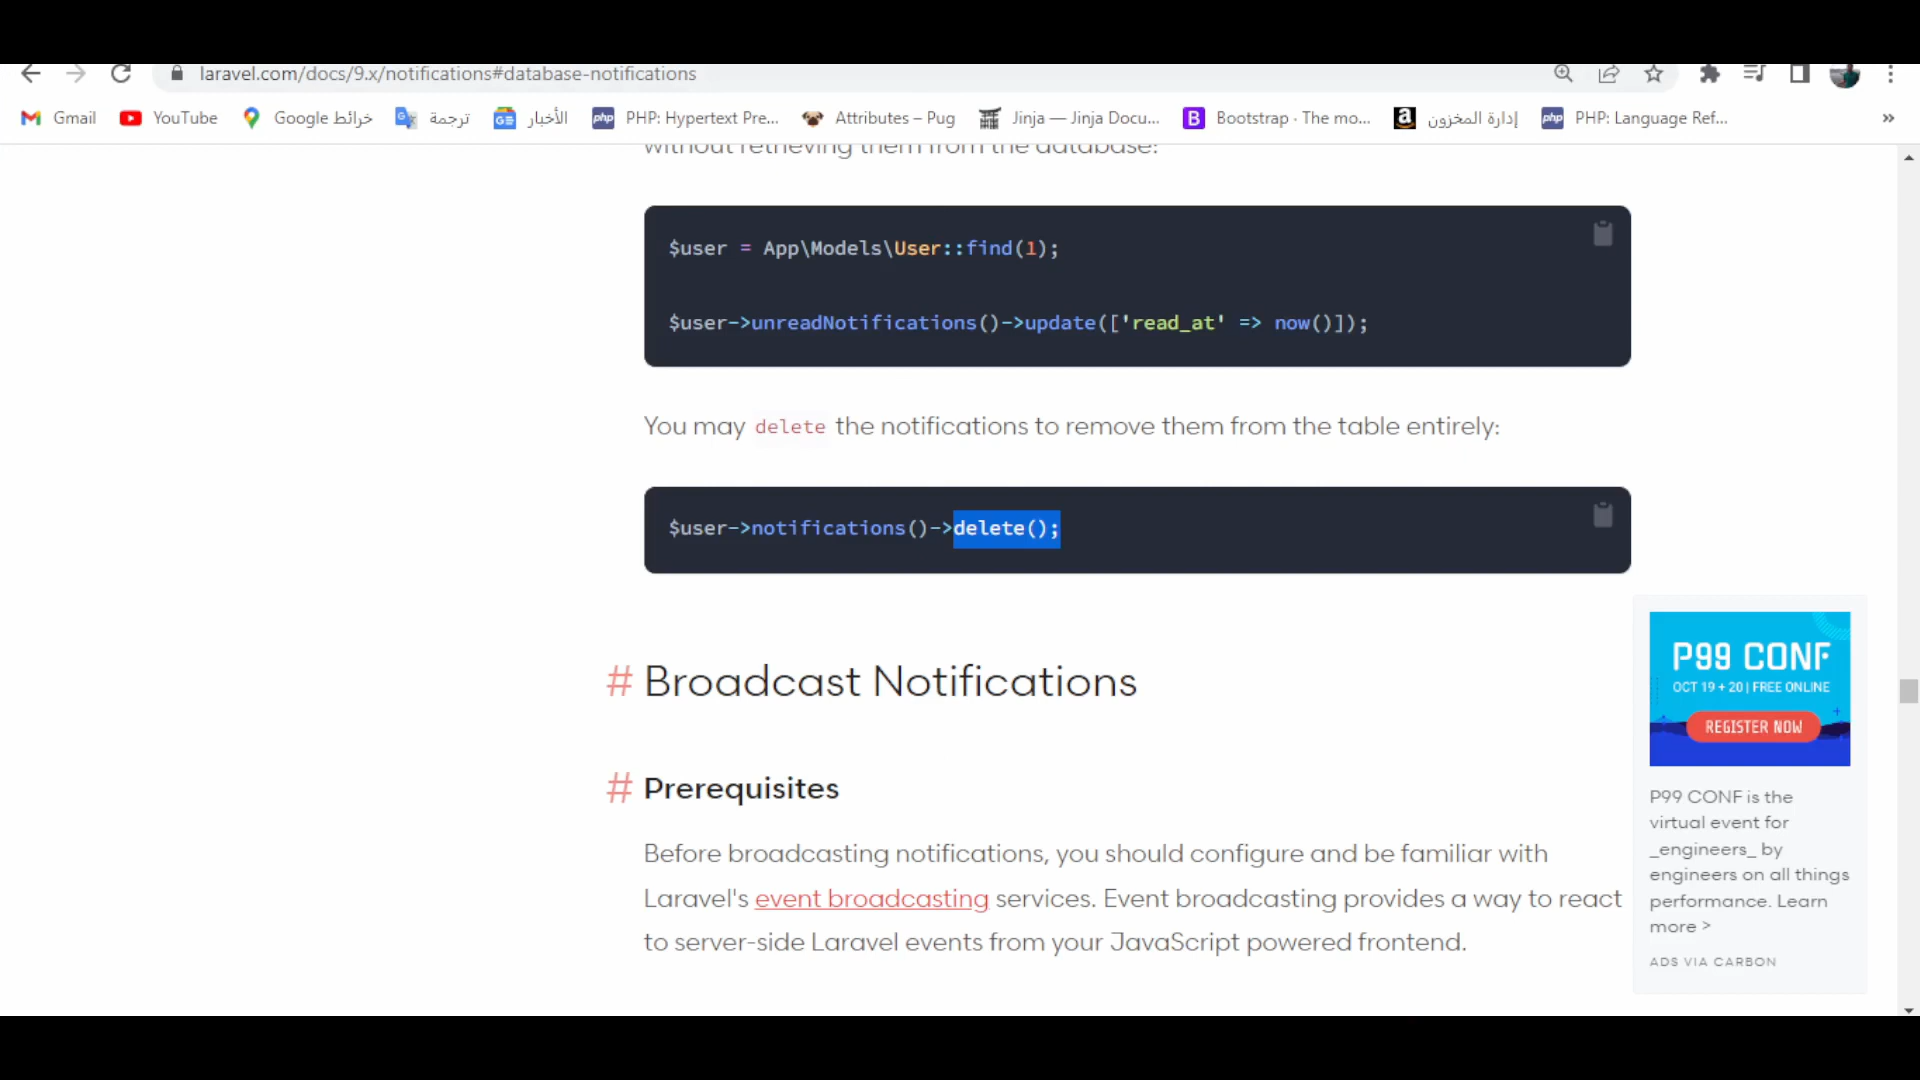 laravel.com/docs/9.x/notifications#database-notifications
Gmail
YouTube
خرائط Google
ترجمة
الأخبار
PHP: Hypertext Pre...
Attributes – Pug
Jinja — Jinja Docu...
Bootstrap · The mo...
إدارة المخزون
PHP: Language Ref...
without retrieving them from the database:
$user = App\Models\User::find(1);
$user->unreadNotifications()->update(['read_at' => now()]);
You may delete the notifications to remove them from the table entirely:
$user->notifications()->delete();
# Broadcast Notifications
# Prerequisites
Before broadcasting notifications, you should configure and be familiar with
Laravel's event broadcasting services. Event broadcasting provides a way to react
to server-side Laravel events from your JavaScript powered frontend.
P99 CONF
OCT 19 + 20 | FREE ONLINE
REGISTER NOW
P99 CONF is the
virtual event for
_engineers_ by
engineers on all things
performance. Learn
more >
ADS VIA CARBON